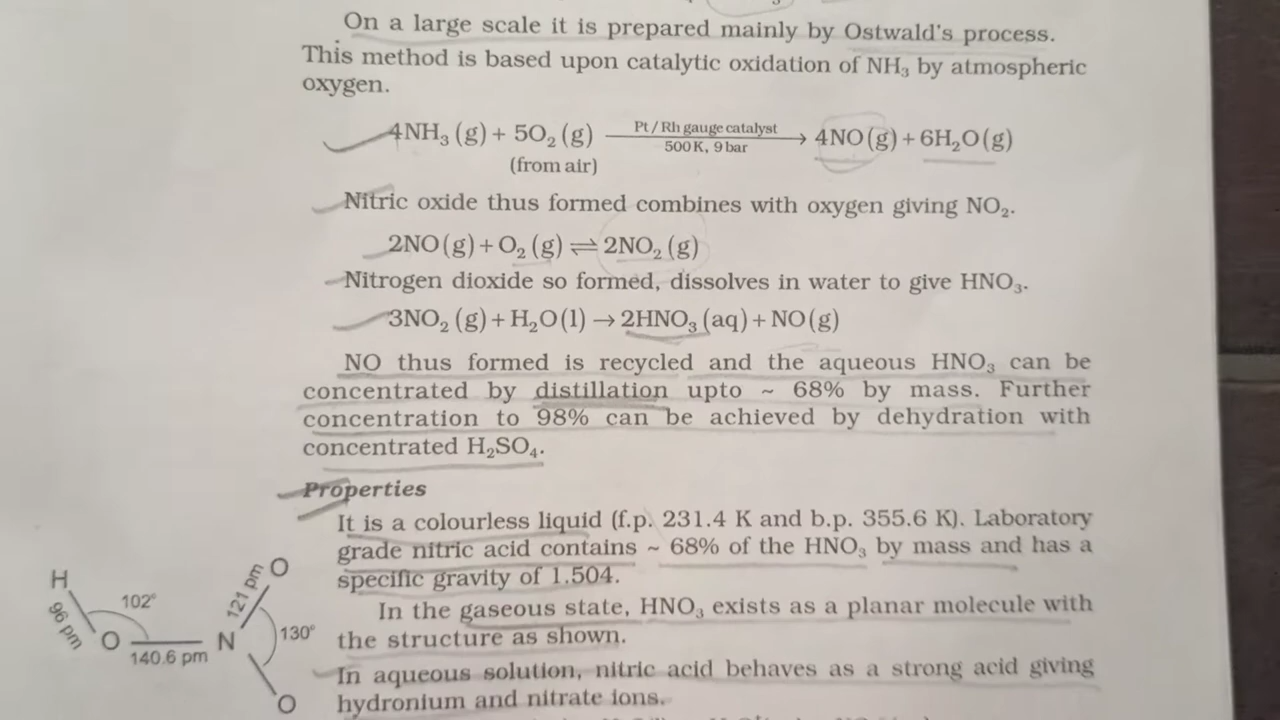 On a large scale it is prepared mainly by Ostwald's process.
This method is based upon catalytic oxidation of NH₃ by atmospheric
oxygen.
4NH₃ (g) + 5O₂ (g) Pt / Rh gauge catalyst 500 K, 9 bar → 4NO (g) + 6H₂O (g)
(from air)
Nitric oxide thus formed combines with oxygen giving NO₂.
2NO (g) + O₂ (g) ⇌ 2NO₂ (g)
Nitrogen dioxide so formed, dissolves in water to give HNO₃.
3NO₂ (g) + H₂O (l) → 2HNO₃ (aq) + NO (g)
NO thus formed is recycled and the aqueous HNO₃ can be
concentrated by distillation upto ~ 68% by mass. Further
concentration to 98% can be achieved by dehydration with
concentrated H₂SO₄.
Properties
It is a colourless liquid (f.p. 231.4 K and b.p. 355.6 K). Laboratory
grade nitric acid contains ~ 68% of the HNO₃ by mass and has a
specific gravity of 1.504.
In the gaseous state, HNO₃ exists as a planar molecule with
the structure as shown.
In aqueous solution, nitric acid behaves as a strong acid giving
hydronium and nitrate ions.
H
96 pm
102°
O
140.6 pm
N
121 pm
O
130°
O